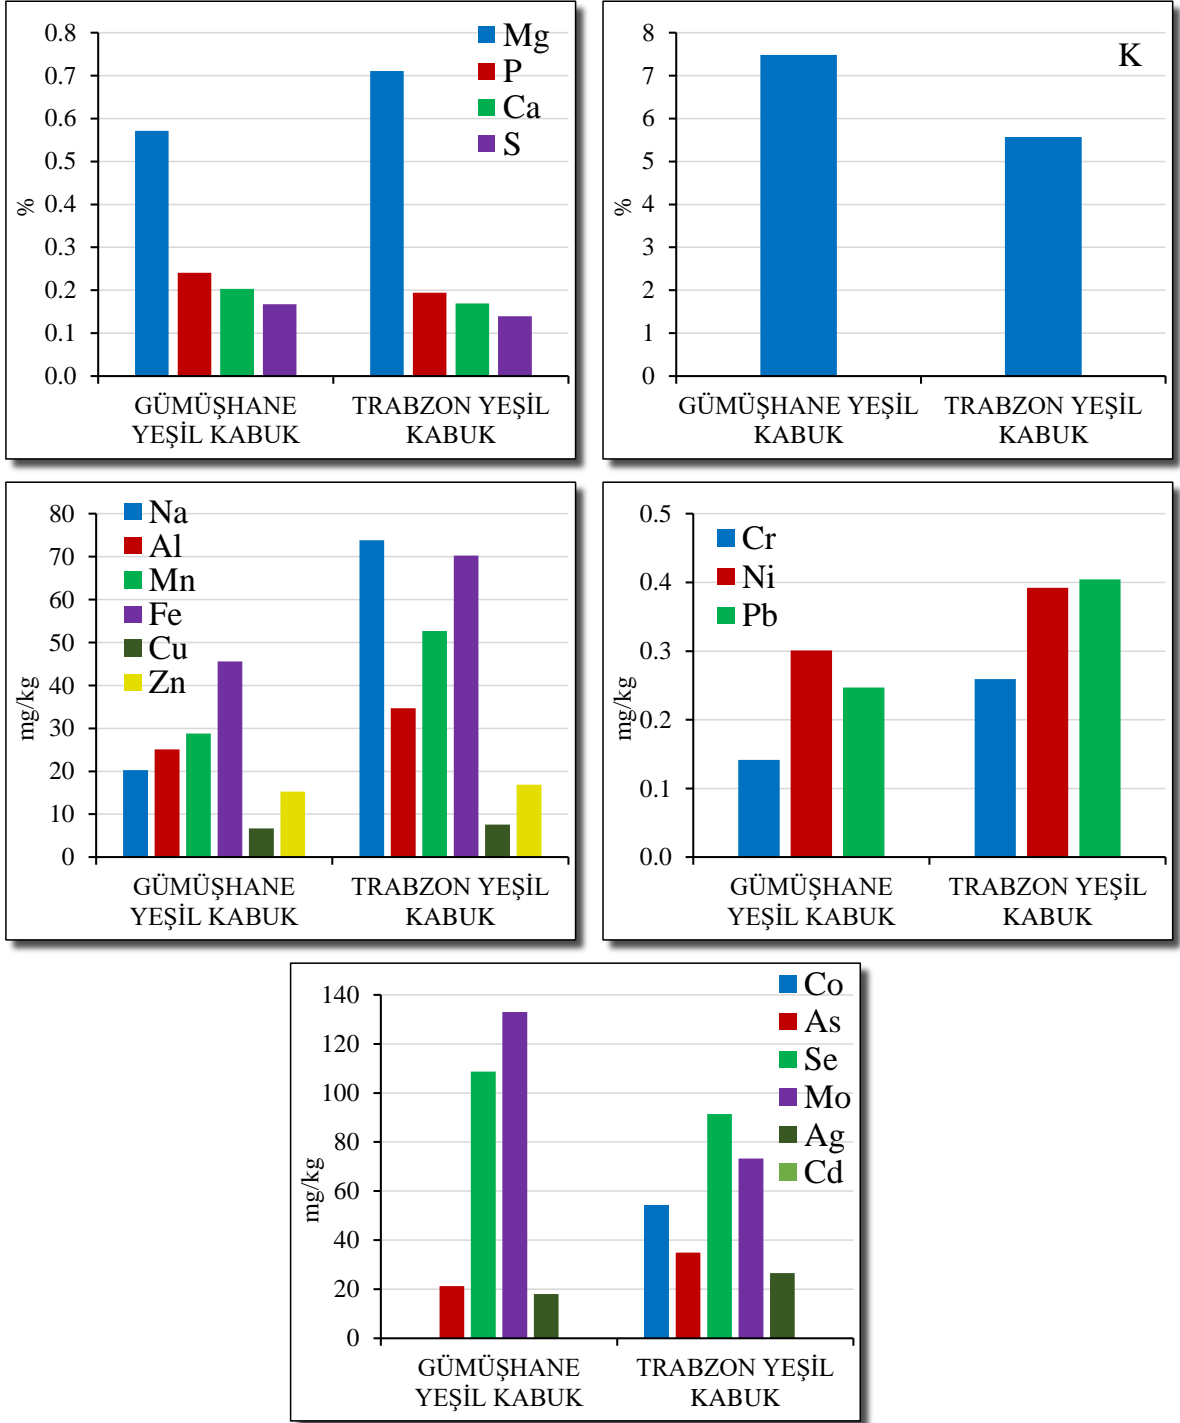 0.8
0.7
0.6
0.5
0.4
0.3
0.2
0.1
0.0
%
Mg
P
Ca
S
GÜMÜŞHANE
YEŞİL KABUK
TRABZON YEŞİL
KABUK
8
7
6
5
4
3
2
1
0
%
K
GÜMÜŞHANE YEŞİL
KABUK
TRABZON YEŞİL
KABUK
80
70
60
50
40
30
20
10
0
mg/kg
Na
Al
Mn
Fe
Cu
Zn
GÜMÜŞHANE
YEŞİL KABUK
TRABZON YEŞİL
KABUK
0.5
0.4
0.3
0.2
0.1
0.0
mg/kg
Cr
Ni
Pb
GÜMÜŞHANE
YEŞİL KABUK
TRABZON YEŞİL
KABUK
140
120
100
80
60
40
20
0
mg/kg
Co
As
Se
Mo
Ag
Cd
GÜMÜŞHANE
YEŞİL KABUK
TRABZON YEŞİL
KABUK